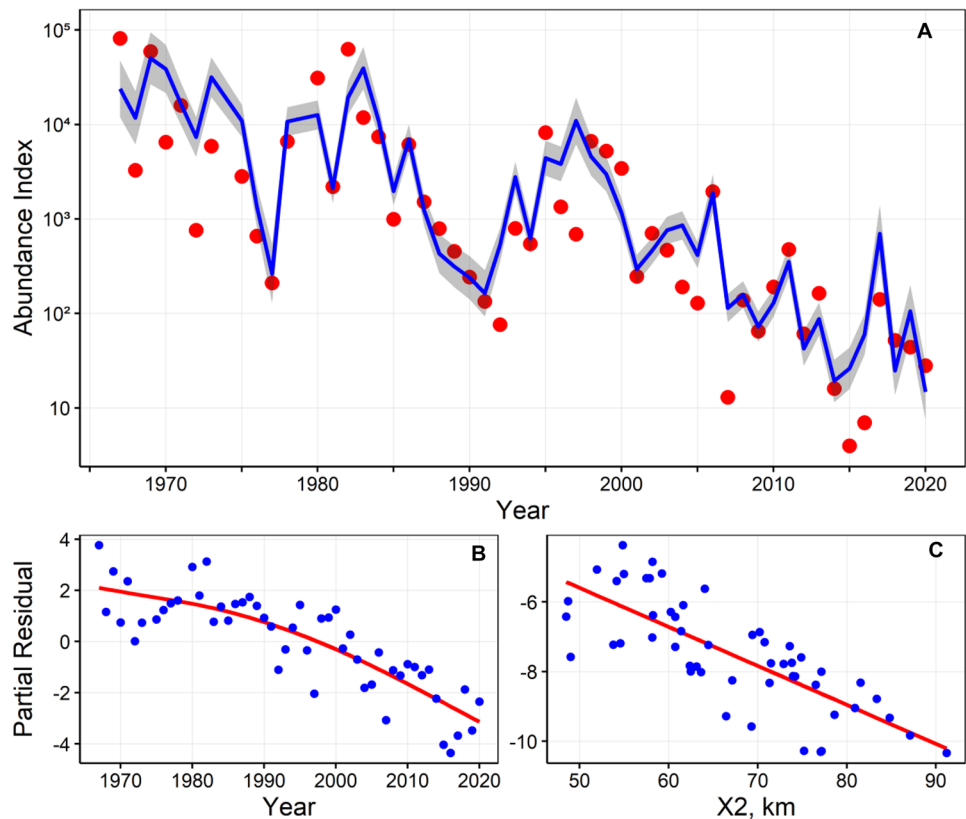 A
Abundance Index
10⁵
10⁴
10³
10²
10
1970 1980 1990 2000 2010 2020
Year
B
Partial Residual
4
2
0
-2
-4
1970 1980 1990 2000 2010 2020
Year
C
-6
-8
-10
50 60 70 80 90
X2, km